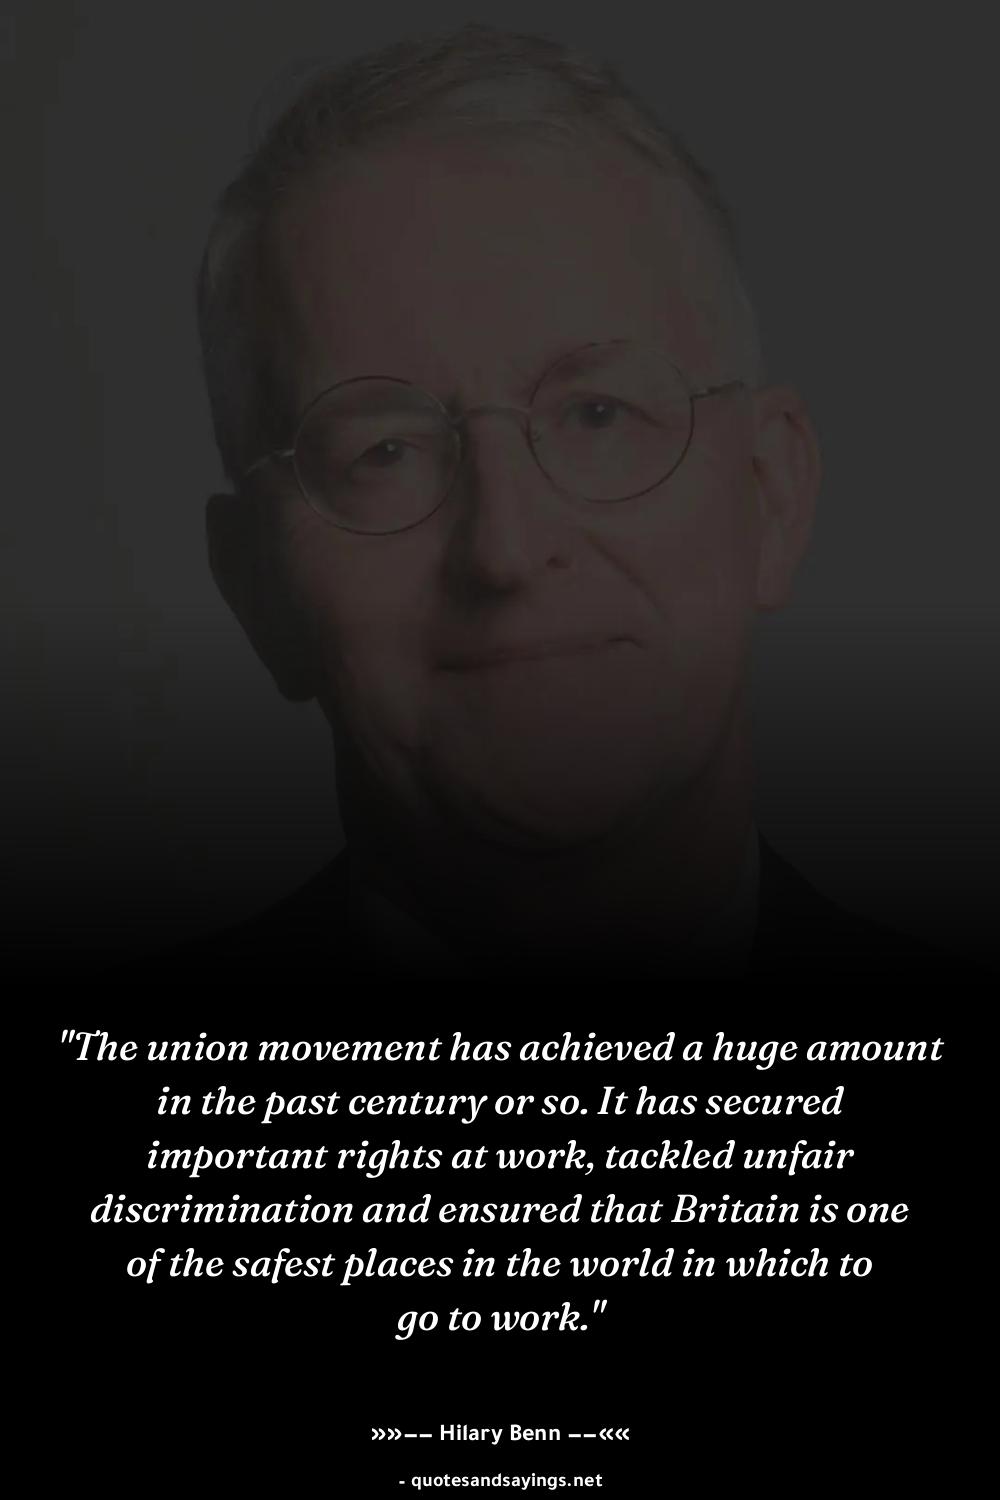 "The union movement has achieved a huge amount
in the past century or so. It has secured
important rights at work, tackled unfair
discrimination and ensured that Britain is one
of the safest places in the world in which to
go to work."
»»−− Hilary Benn −−««
- quotesandsayings.net